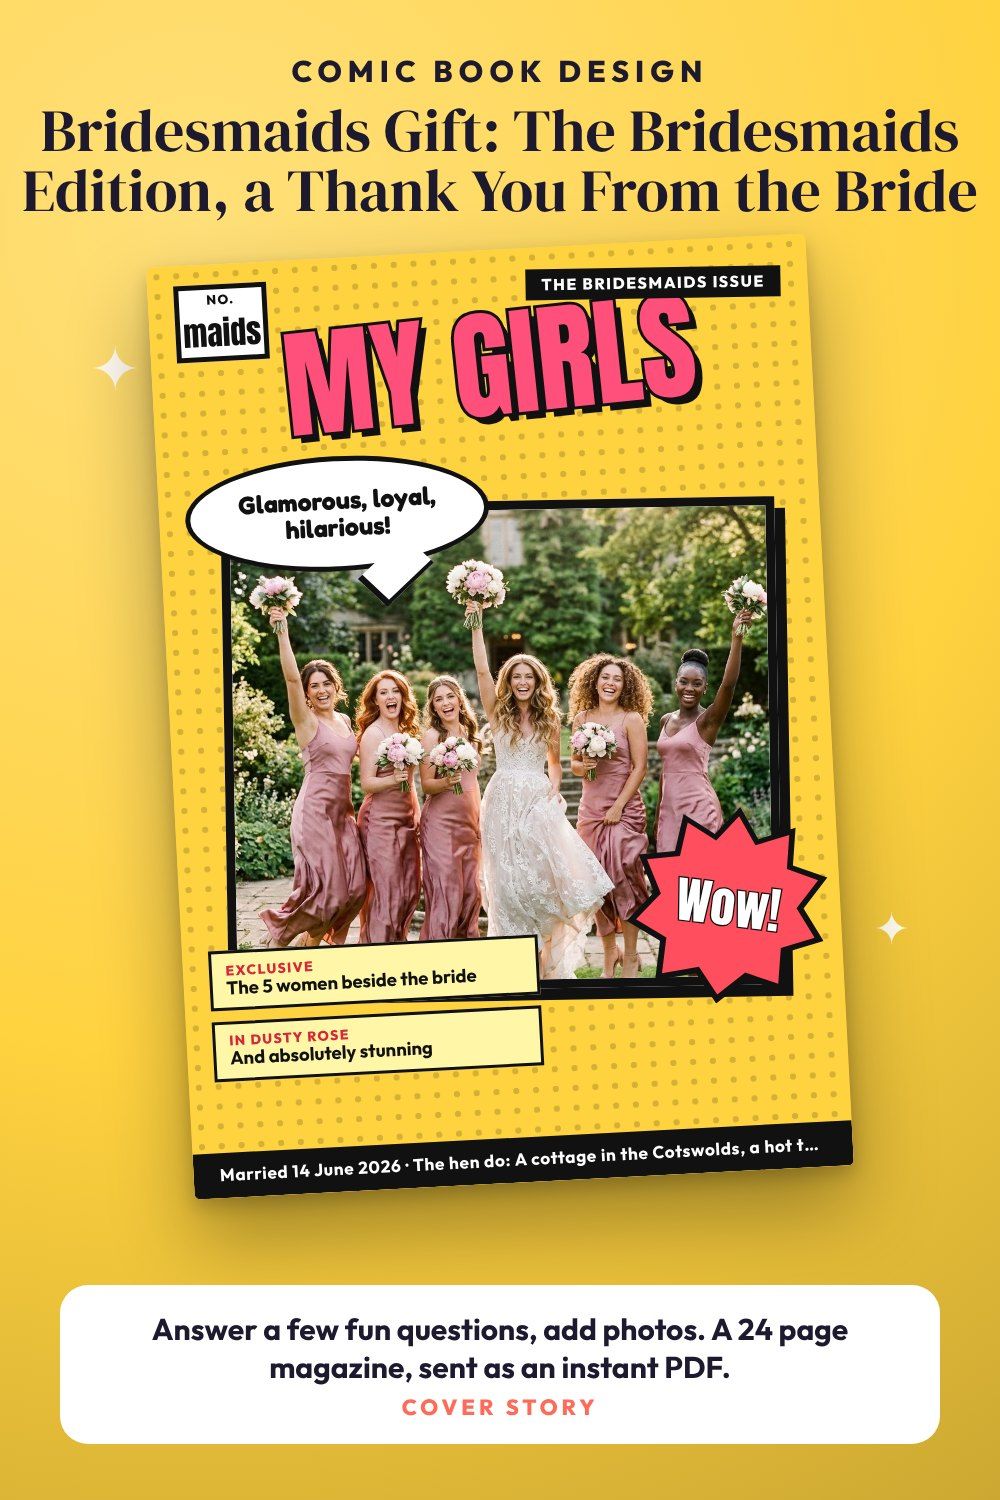 COMIC BOOK DESIGN
Bridesmaids Gift: The Bridesmaids
Edition, a Thank You From the Bride
NO.
maids
THE BRIDESMAIDS ISSUE
MY GIRLS
Glamorous, loyal,
hilarious!
Wow!
EXCLUSIVE
The 5 women beside the bride
IN DUSTY ROSE
And absolutely stunning
Married 14 June 2026 · The hen do: A cottage in the Cotswolds, a hot t...
Answer a few fun questions, add photos. A 24 page
magazine, sent as an instant PDF.
COVER STORY